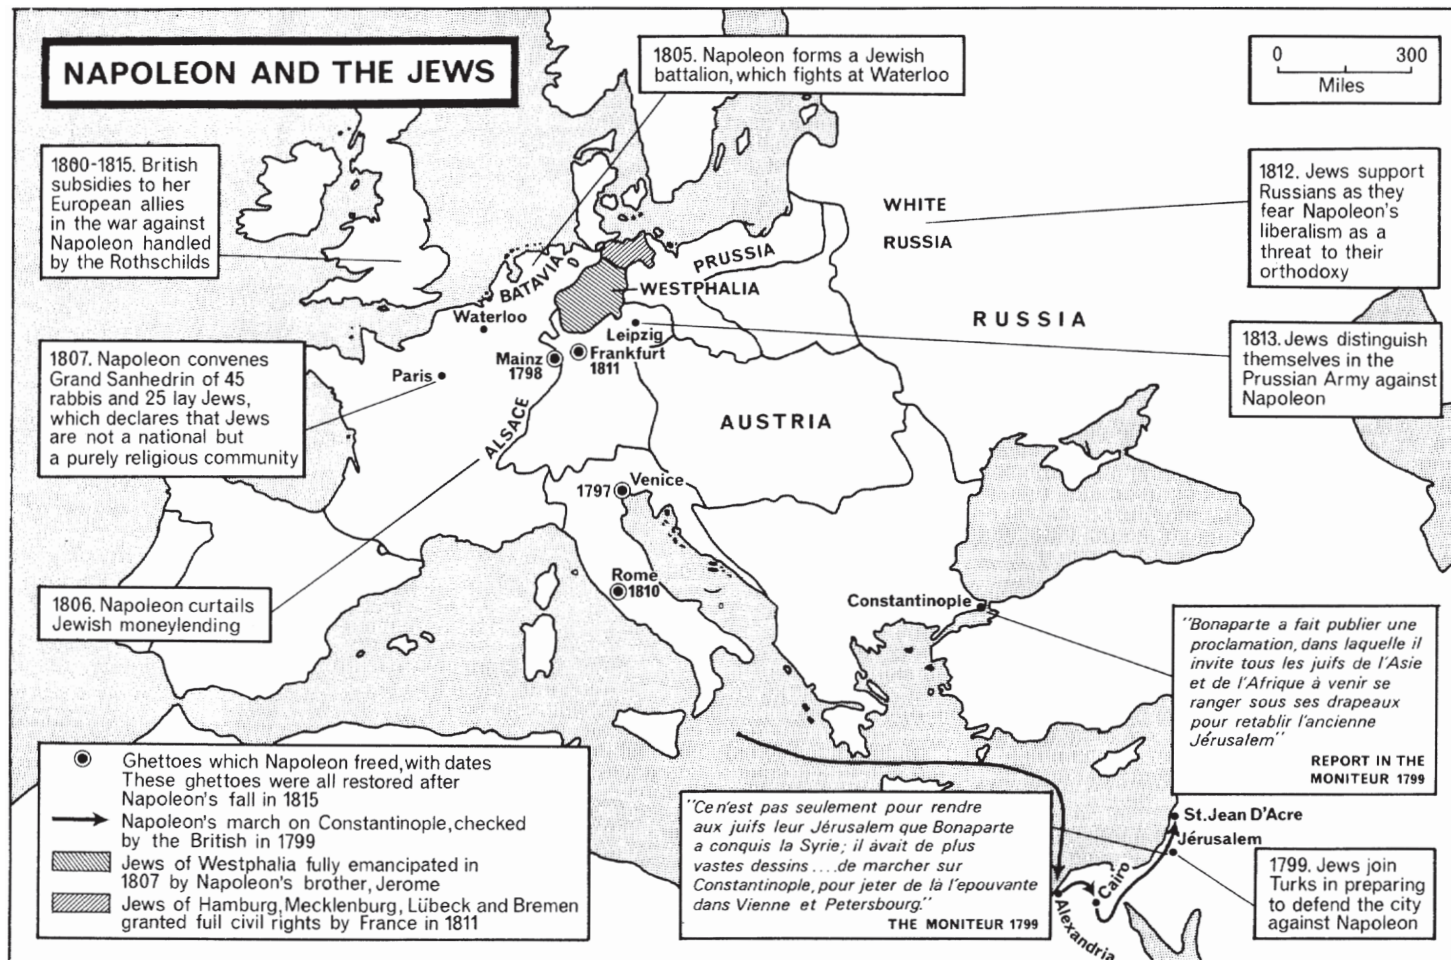 NAPOLEON AND THE JEWS
1805. Napoleon forms a Jewish
battalion, which fights at Waterloo
0 300
Miles
1800-1815. British
subsidies to her
European allies
in the war against
Napoleon handled
by the Rothschilds
1812. Jews support
Russians as they
fear Napoleon's
liberalism as a
threat to their
orthodoxy
WHITE
RUSSIA
PRUSSIA
BATAVIA
WESTPHALIA
RUSSIA
Waterloo
Leipzig
1813. Jews distinguish
themselves in the
Prussian Army against
Napoleon
1807. Napoleon convenes
Grand Sanhedrin of 45
rabbis and 25 lay Jews,
which declares that Jews
are not a national but
a purely religious community
Mainz
1798
Frankfurt
1811
Paris
ALSACE
AUSTRIA
Venice
1797
Rome
1810
1806. Napoleon curtails
Jewish moneylending
Constantinople
"Bonaparte a fait publier une
proclamation, dans laquelle il
invite tous les juifs de l'Asie
et de l'Afrique à venir se
ranger sous ses drapeaux
pour retablir l'ancienne
Jérusalem"
REPORT IN THE
MONITEUR 1799
Ghettoes which Napoleon freed, with dates
These ghettoes were all restored after
Napoleon's fall in 1815
Napoleon's march on Constantinople, checked
by the British in 1799
Jews of Westphalia fully emancipated in
1807 by Napoleon's brother, Jerome
Jews of Hamburg, Mecklenburg, Lübeck and Bremen
granted full civil rights by France in 1811
"Ce n'est pas seulement pour rendre
aux juifs leur Jérusalem que Bonaparte
a conquis la Syrie; il àvait de plus
vastes dessins .... de marcher sur
Constantinople, pour jeter de là l'epouvante
dans Vienne et Petersbourg."
THE MONITEUR 1799
St. Jean D'Acre
Jérusalem
Cairo
Alexandria
1799. Jews join
Turks in preparing
to defend the city
against Napoleon